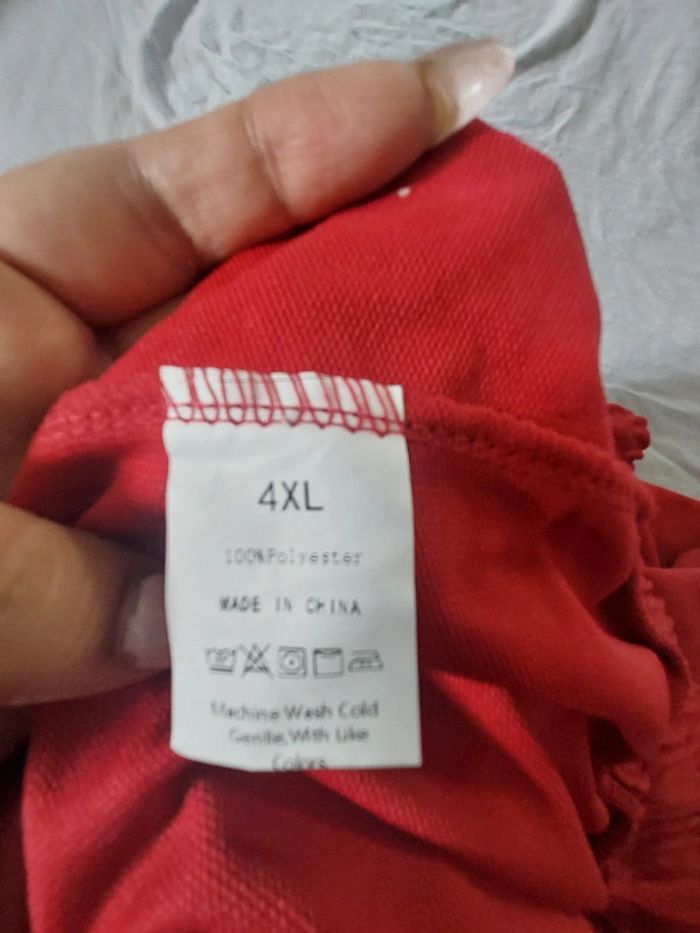 4XL
100%Polyester
MADE IN CHINA
Machine Wash Cold
Gentle,With Like
Colors